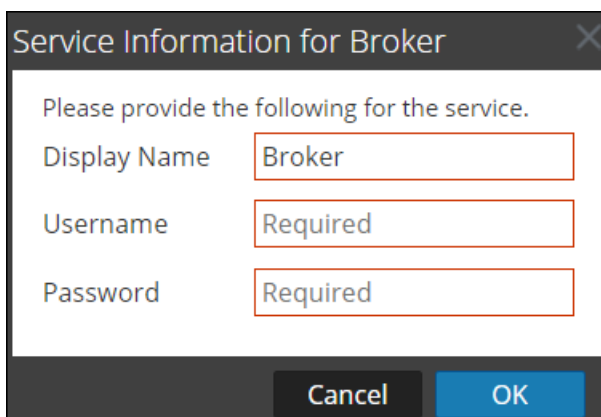 Service Information for Broker
Please provide the following for the service.
Display Name Broker
Username Required
Password Required
Cancel OK